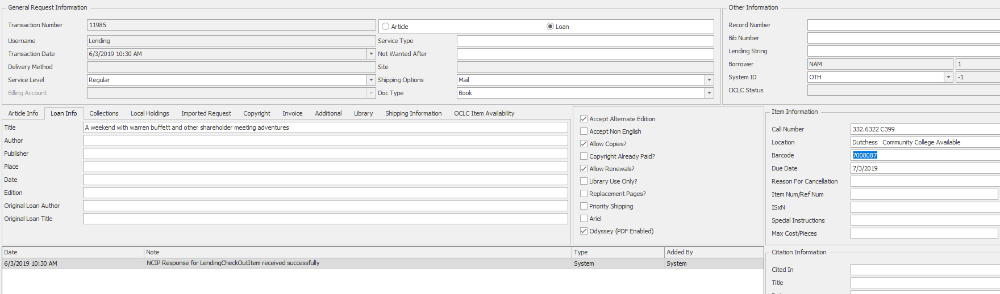 General Request Information
Transaction Number 11985
Article Loan
Username Lending
Service Type
Transaction Date 6/3/2019 10:30 AM
Not Wanted After
Delivery Method
Site
Service Level Regular
Shipping Options Mail
Billing Account
Doc Type Book
Other Information
Record Number
Bib Number
Lending String
Borrower NAM 1
System ID OTH -1
OCLC Status
Article Info Loan Info Collections Local Holdings Imported Request Copyright Invoice Additional Library Shipping Information OCLC Item Availability
Title A weekend with warren buffett and other shareholder meeting adventures
Author
Publisher
Place
Date
Edition
Original Loan Author
Original Loan Title
Accept Alternate Edition
Accept Non English
Allow Copies?
Copyright Already Paid?
Allow Renewals?
Library Use Only?
Replacement Pages?
Priority Shipping
Ariel
Odyssey (PDF Enabled)
Item Information
Call Number 332.6322 C399
Location Dutchess Community College Available
Barcode 7008087
Due Date 7/3/2019
Reason For Cancellation
Item Num/Ref Num
ISxN
Special Instructions
Max Cost/Pieces
Date Note Type Added By
6/3/2019 10:30 AM NCIP Response for LendingCheckOutItem received successfully System System
Citation Information
Cited In
Title